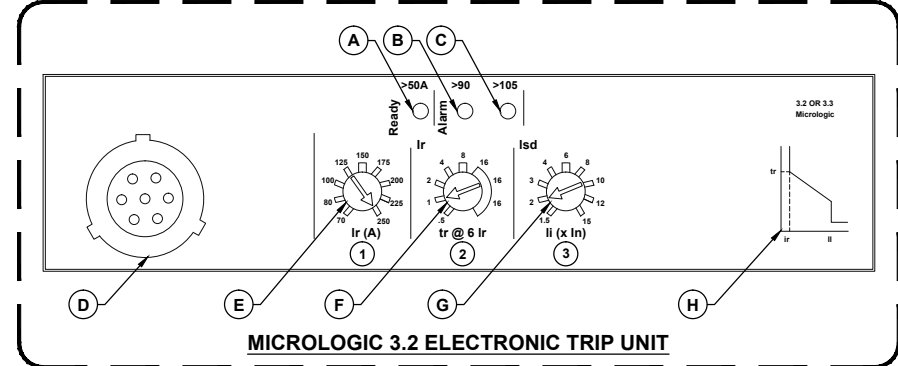 A
B
C
>50A
>90
>105
Ready
Alarm
3.2 OR 3.3
Micrologic
Ir
Isd
70
80
100
125
150
175
200
225
250
Ir (A)
1
.5
1
2
4
8
16
16
16
tr @ 6 Ir
2
1.5
2
3
4
6
8
10
12
15
Ii (x In)
3
tr
ir
II
D
E
F
G
H
MICROLOGIC 3.2 ELECTRONIC TRIP UNIT